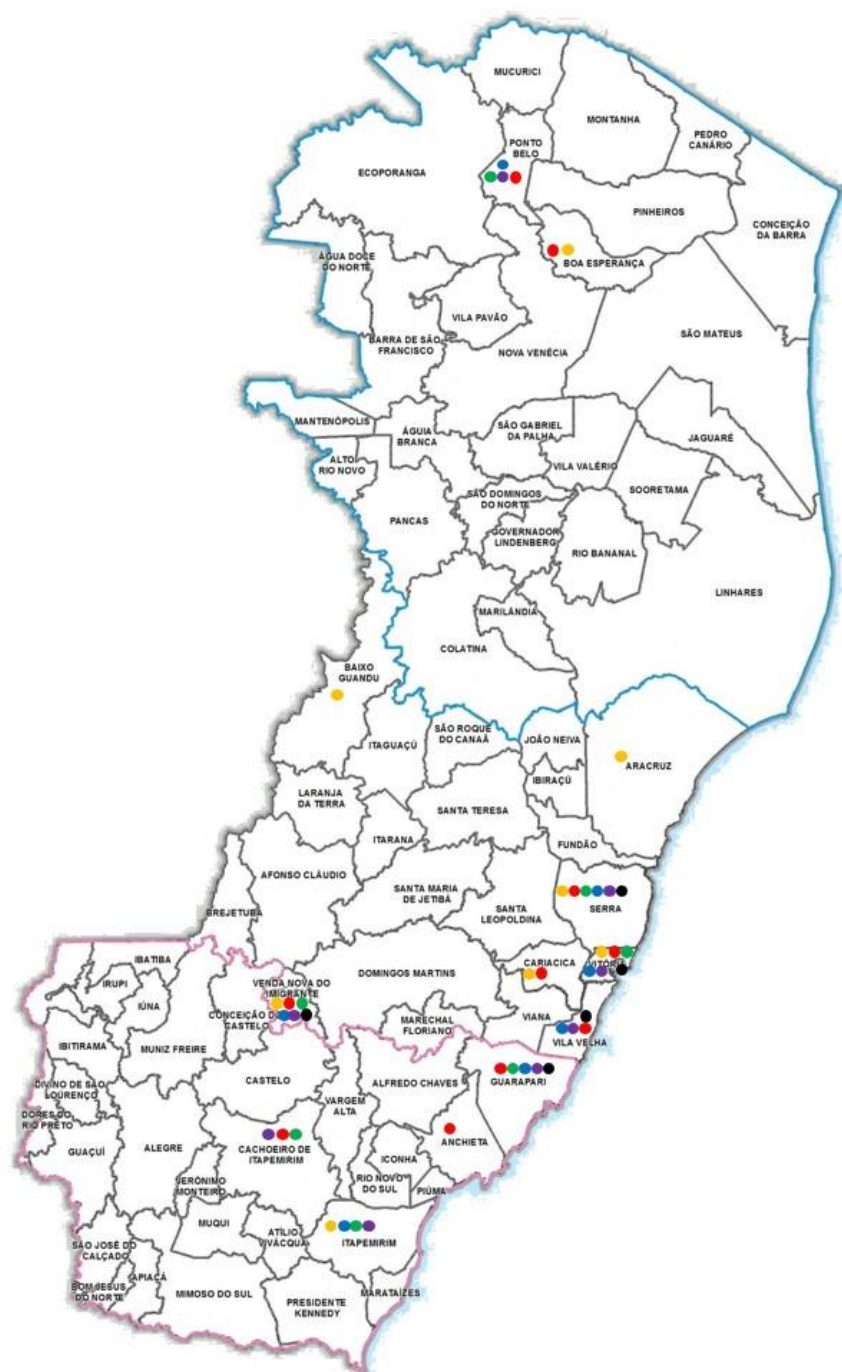 MUCURICI
MONTANHA
PEDRO
CANÁRIO
PONTO
BELO
ECOPORANGA
PINHEIROS
CONCEIÇÃO
DA BARRA
ÁGUA DOCE
DO NORTE
BOA ESPERANÇA
VILA PAVÃO
BARRA DE SÃO
FRANCISCO
SÃO MATEUS
NOVA VENÉCIA
MANTENÓPOLIS
ÁGUIA
BRANCA
SÃO GABRIEL
DA PALHA
JAGUARÉ
ALTO
RIO NOVO
VILA VALÉRIO
SOORETAMA
SÃO DOMINGOS
DO NORTE
PANCAS
GOVERNADOR
LINDENBERG
RIO BANANAL
LINHARES
MARILÂNDIA
COLATINA
BAIXO
GUANDU
SÃO ROQUE
DO CANAÃ
JOÃO NEIVA
ITAGUAÇÚ
ARACRUZ
IBIRAÇÚ
LARANJA
DA TERRA
SANTA TERESA
ITARANA
FUNDÃO
AFONSO CLÁUDIO
SANTA MARIA
DE JETIBÁ
SANTA
LEOPOLDINA
SERRA
BREJETUBA
CARIACICA
VITÓRIA
IBATIBA
DOMINGOS MARTINS
IRUPI
VENDA NOVA DO
IMIGRANTE
IÚNA
CONCEIÇÃO DO
CASTELO
VIANA
MARECHAL
FLORIANO
VILA VELHA
IBITIRAMA
MUNIZ FREIRE
CASTELO
ALFREDO CHAVES
GUARAPARI
DIVINO DE SÃO
LOURENÇO
VARGEM
ALTA
DORES DO
RIO PRÊTO
ALEGRE
ANCHIETA
GUAÇUÍ
CACHOEIRO DE
ITAPEMIRIM
ICONHA
JERÔNIMO
MONTEIRO
RIO NOVO
DO SUL
PIÚMA
MUQUI
ATÍLIO
VIVÁCQUA
ITAPEMIRIM
SÃO JOSÉ DO
CALÇADO
APIACÁ
BOM JESUS
DO NORTE
MIMOSO DO SUL
PRESIDENTE
KENNEDY
MARATAÍZES